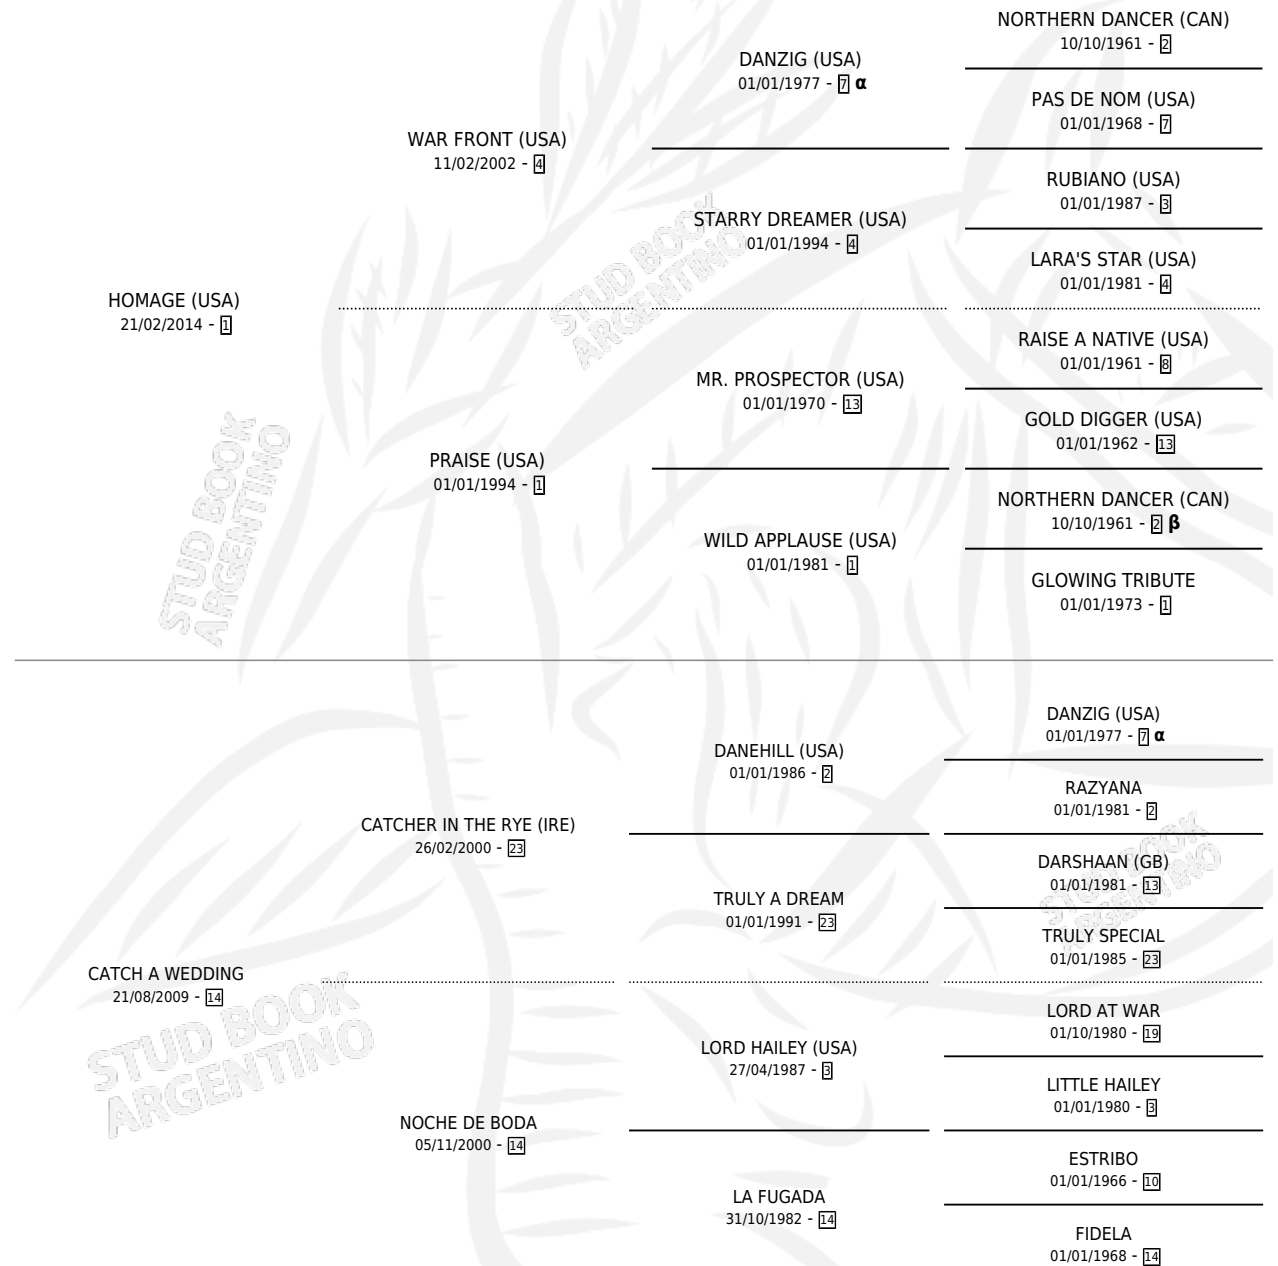 NORTHERN DANCER (CAN)
10/10/1961 - 2
DANZIG (USA)
01/01/1977 - 7 α
PAS DE NOM (USA)
01/01/1968 - 7
WAR FRONT (USA)
11/02/2002 - 4
RUBIANO (USA)
01/01/1987 - 3
STARRY DREAMER (USA)
01/01/1994 - 4
LARA'S STAR (USA)
01/01/1981 - 4
HOMAGE (USA)
21/02/2014 - 1
RAISE A NATIVE (USA)
01/01/1961 - 8
MR. PROSPECTOR (USA)
01/01/1970 - 13
GOLD DIGGER (USA)
01/01/1962 - 13
PRAISE (USA)
01/01/1994 - 1
NORTHERN DANCER (CAN)
10/10/1961 - 2 β
WILD APPLAUSE (USA)
01/01/1981 - 1
GLOWING TRIBUTE
01/01/1973 - 1
DANZIG (USA)
01/01/1977 - 7 α
DANEHILL (USA)
01/01/1986 - 2
RAZYANA
01/01/1981 - 2
CATCHER IN THE RYE (IRE)
26/02/2000 - 23
DARSHAAN (GB)
01/01/1981 - 13
TRULY A DREAM
01/01/1991 - 23
TRULY SPECIAL
01/01/1985 - 23
CATCH A WEDDING
21/08/2009 - 14
LORD AT WAR
01/10/1980 - 19
LORD HAILEY (USA)
27/04/1987 - 3
LITTLE HAILEY
01/01/1980 - 3
NOCHE DE BODA
05/11/2000 - 14
ESTRIBO
01/01/1966 - 10
LA FUGADA
31/10/1982 - 14
FIDELA
01/01/1968 - 14
STUD BOOK
ARGENTINO
STUD BOOK
ARGENTINO
STUD BOOK
ARGENTINO
STUD BOOK
ARGENTINO